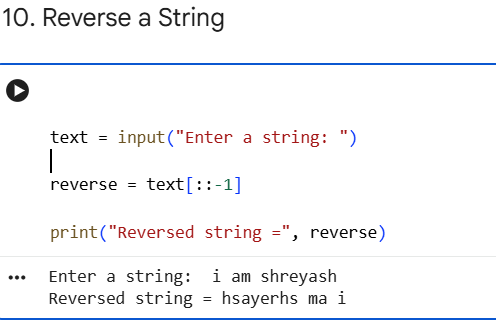 10. Reverse a String
text = input("Enter a string: ")
reverse = text[::-1]
print("Reversed string =", reverse)
Enter a string:  i am shreyash
Reversed string = hsayerhs ma i